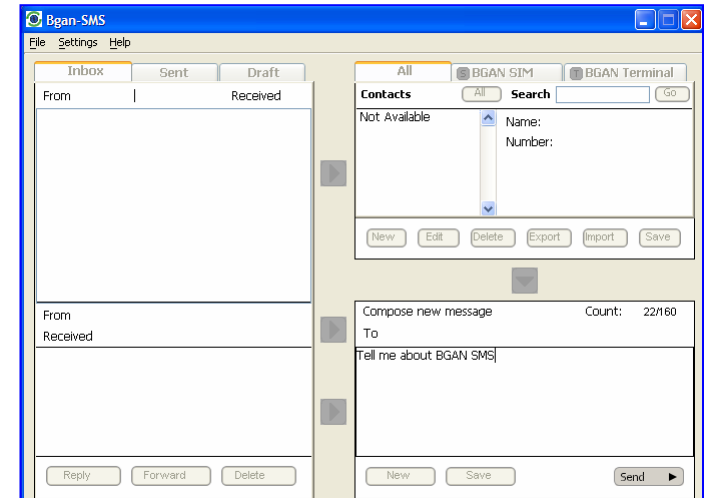 Bgan-SMS
File Settings Help
Inbox Sent Draft
From Received
From
Received
Reply Forward Delete
All S BGAN SIM T BGAN Terminal
Contacts All Search Go
Not Available
Name:
Number:
New Edit Delete Export Import Save
Compose new message Count: 22/160
To
Tell me about BGAN SMS
New Save Send